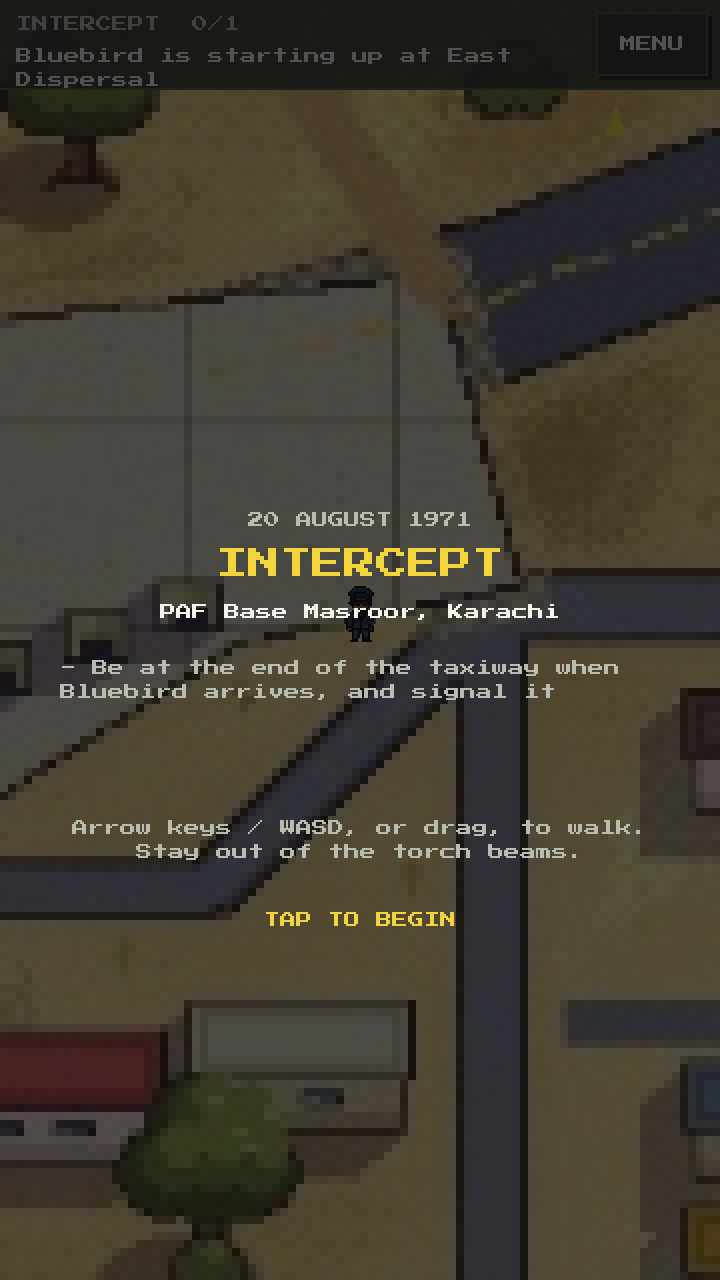 INTERCEPT 0/1
Bluebird is starting up at East
Dispersal
MENU
20 AUGUST 1971
INTERCEPT
PAF Base Masroor, Karachi
- Be at the end of the taxiway when
Bluebird arrives, and signal it
Arrow keys / WASD, or drag, to walk.
Stay out of the torch beams.
TAP TO BEGIN